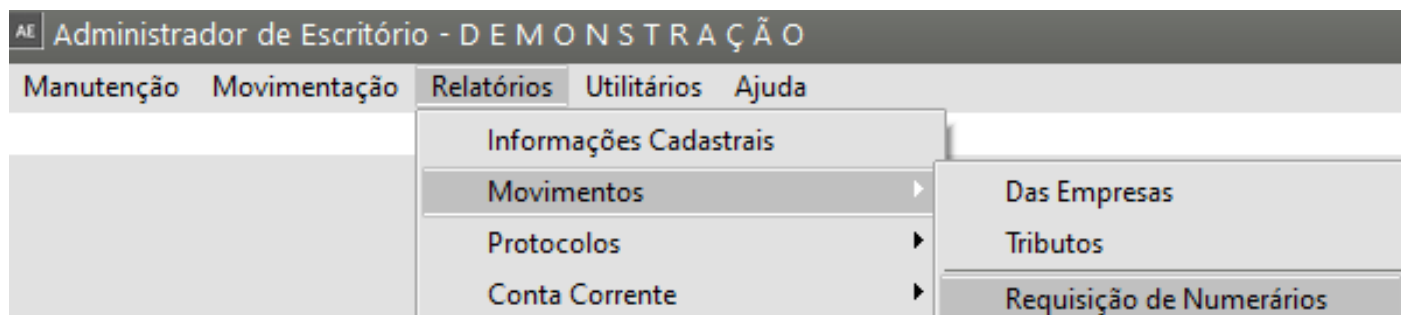 AE Administrador de Escritório - D E M O N S T R A Ç Ã O
Manutenção Movimentação Relatórios Utilitários Ajuda
Informações Cadastrais
Movimentos
Das Empresas
Protocolos
Tributos
Conta Corrente
Requisição de Numerários